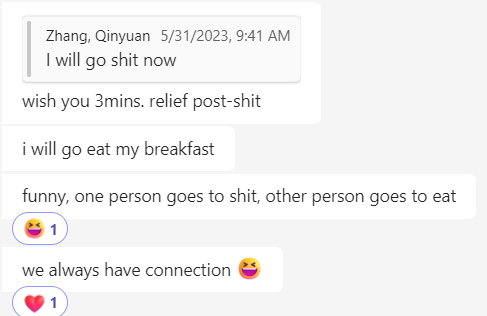 Zhang, Qinyuan 5/31/2023, 9:41 AM
I will go shit now
wish you 3mins. relief post-shit
i will go eat my breakfast
funny, one person goes to shit, other person goes to eat
😆 1
we always have connection 😆
❤️ 1